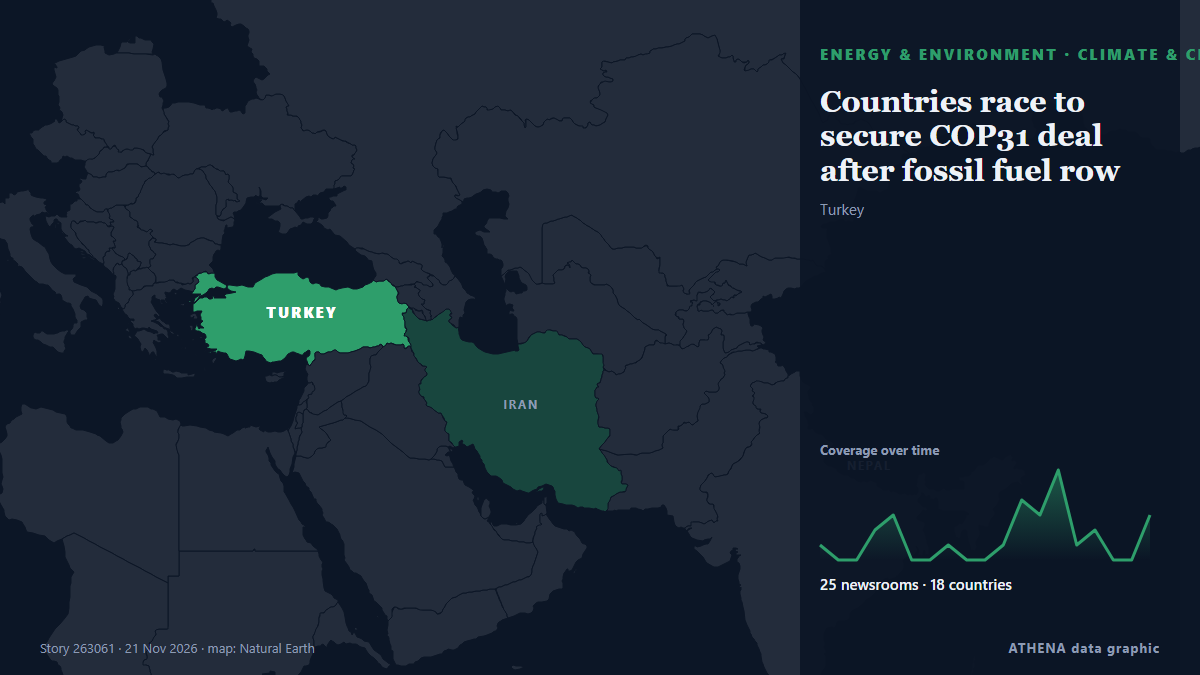 ENERGY & ENVIRONMENT · CLIMATE &
Countries race to
secure COP31 deal
after fossil fuel row
Turkey
TURKEY
IRAN
Coverage over time
NEPAL
25 newsrooms · 18 countries
Story 263061 · 21 Nov 2026 · map: Natural Earth
ATHENA data graphic